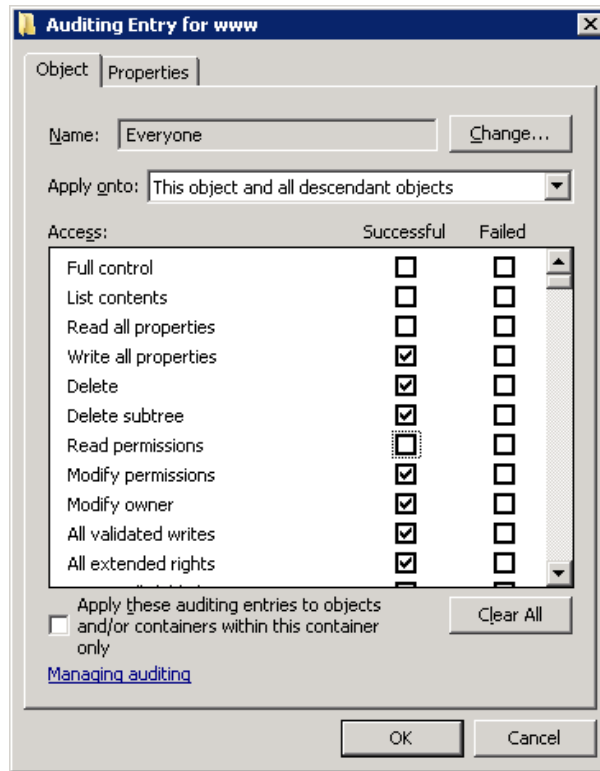 Auditing Entry for www
Object Properties
Name: Everyone Change...
Apply onto: This object and all descendant objects
Access: Successful Failed
Full control
List contents
Read all properties
Write all properties
Delete
Delete subtree
Read permissions
Modify permissions
Modify owner
All validated writes
All extended rights
Apply these auditing entries to objects
and/or containers within this container
only
Clear All
Managing auditing
OK Cancel